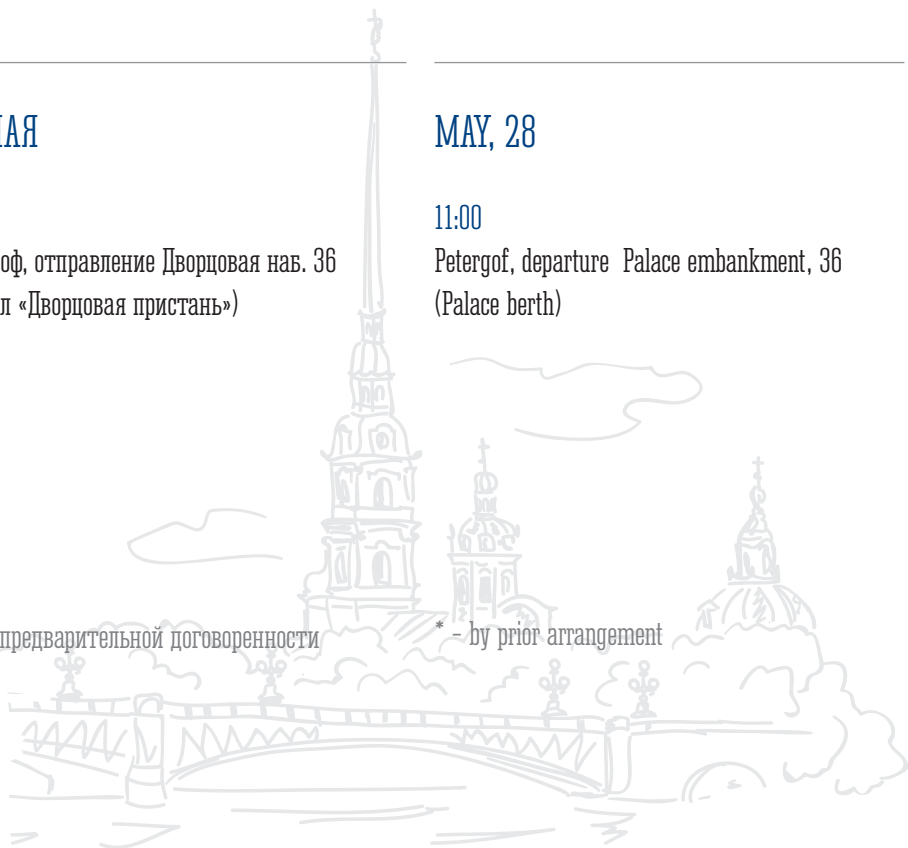 АЯ
оф, отправление Дворцовая наб. 36
л «Дворцовая пристань»)
предварительной договоренности
MAY, 28
11:00
Petergof, departure Palace embankment, 36
(Palace berth)
* - by prior arrangement